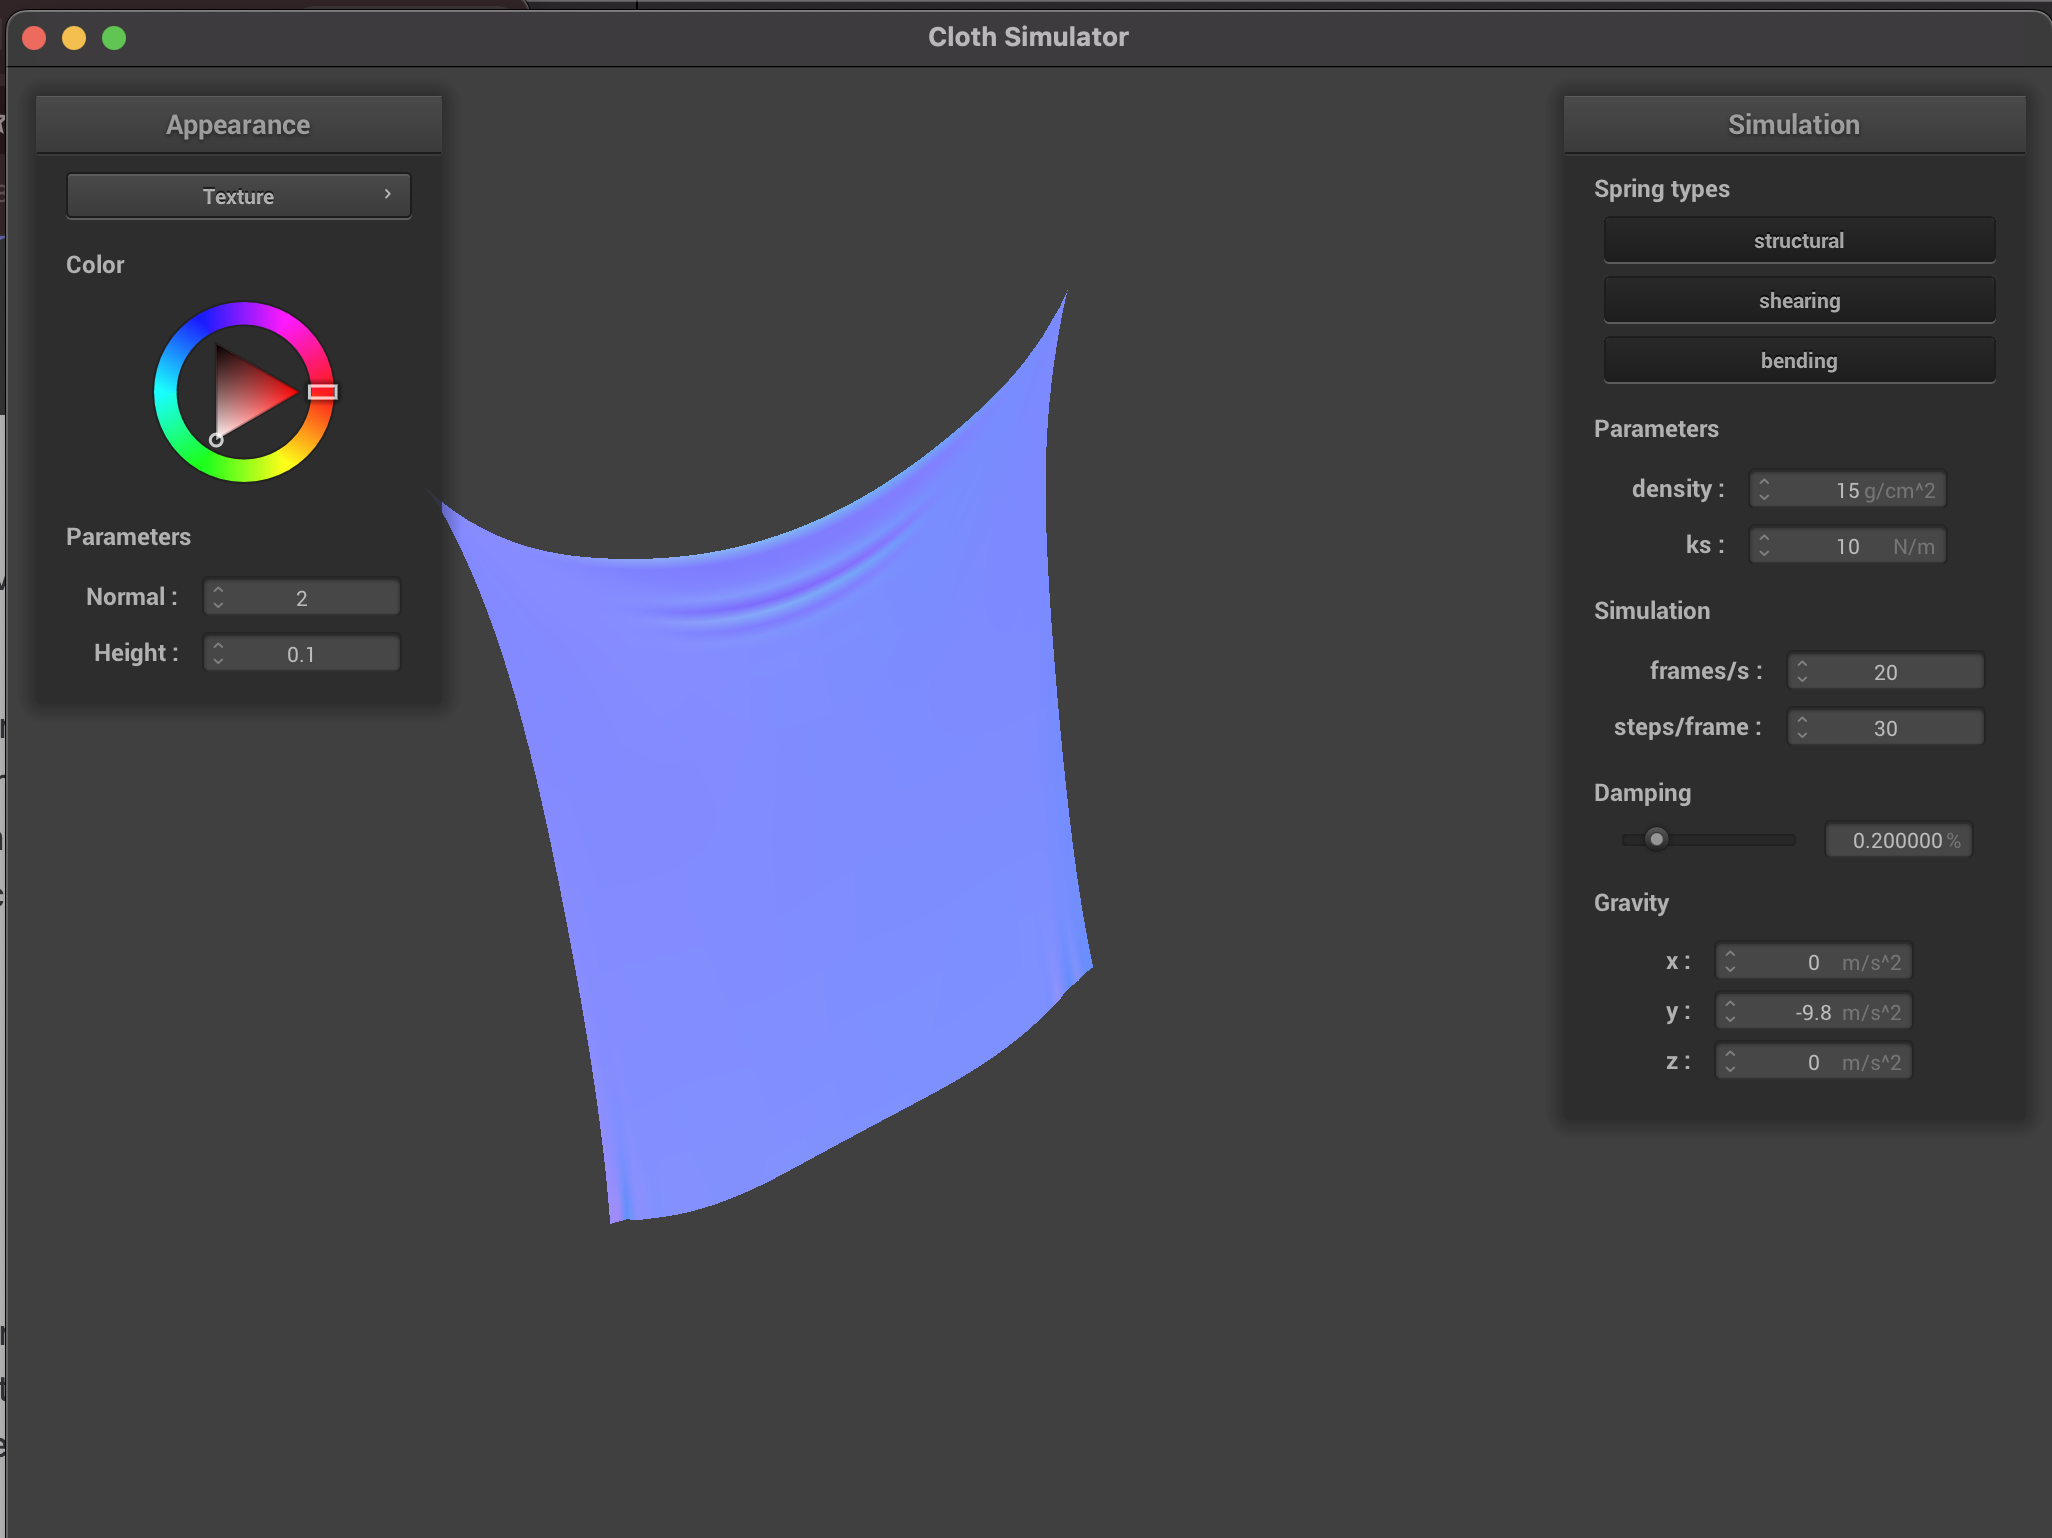 Cloth Simulator
Appearance
Texture
Color
Parameters
Normal :
2
Height :
0.1
Simulation
Spring types
structural
shearing
bending
Parameters
density :
15 g/cm^2
ks :
10 N/m
Simulation
frames/s :
20
steps/frame :
30
Damping
0.200000 %
Gravity
x :
0 m/s^2
y :
-9.8 m/s^2
z :
0 m/s^2